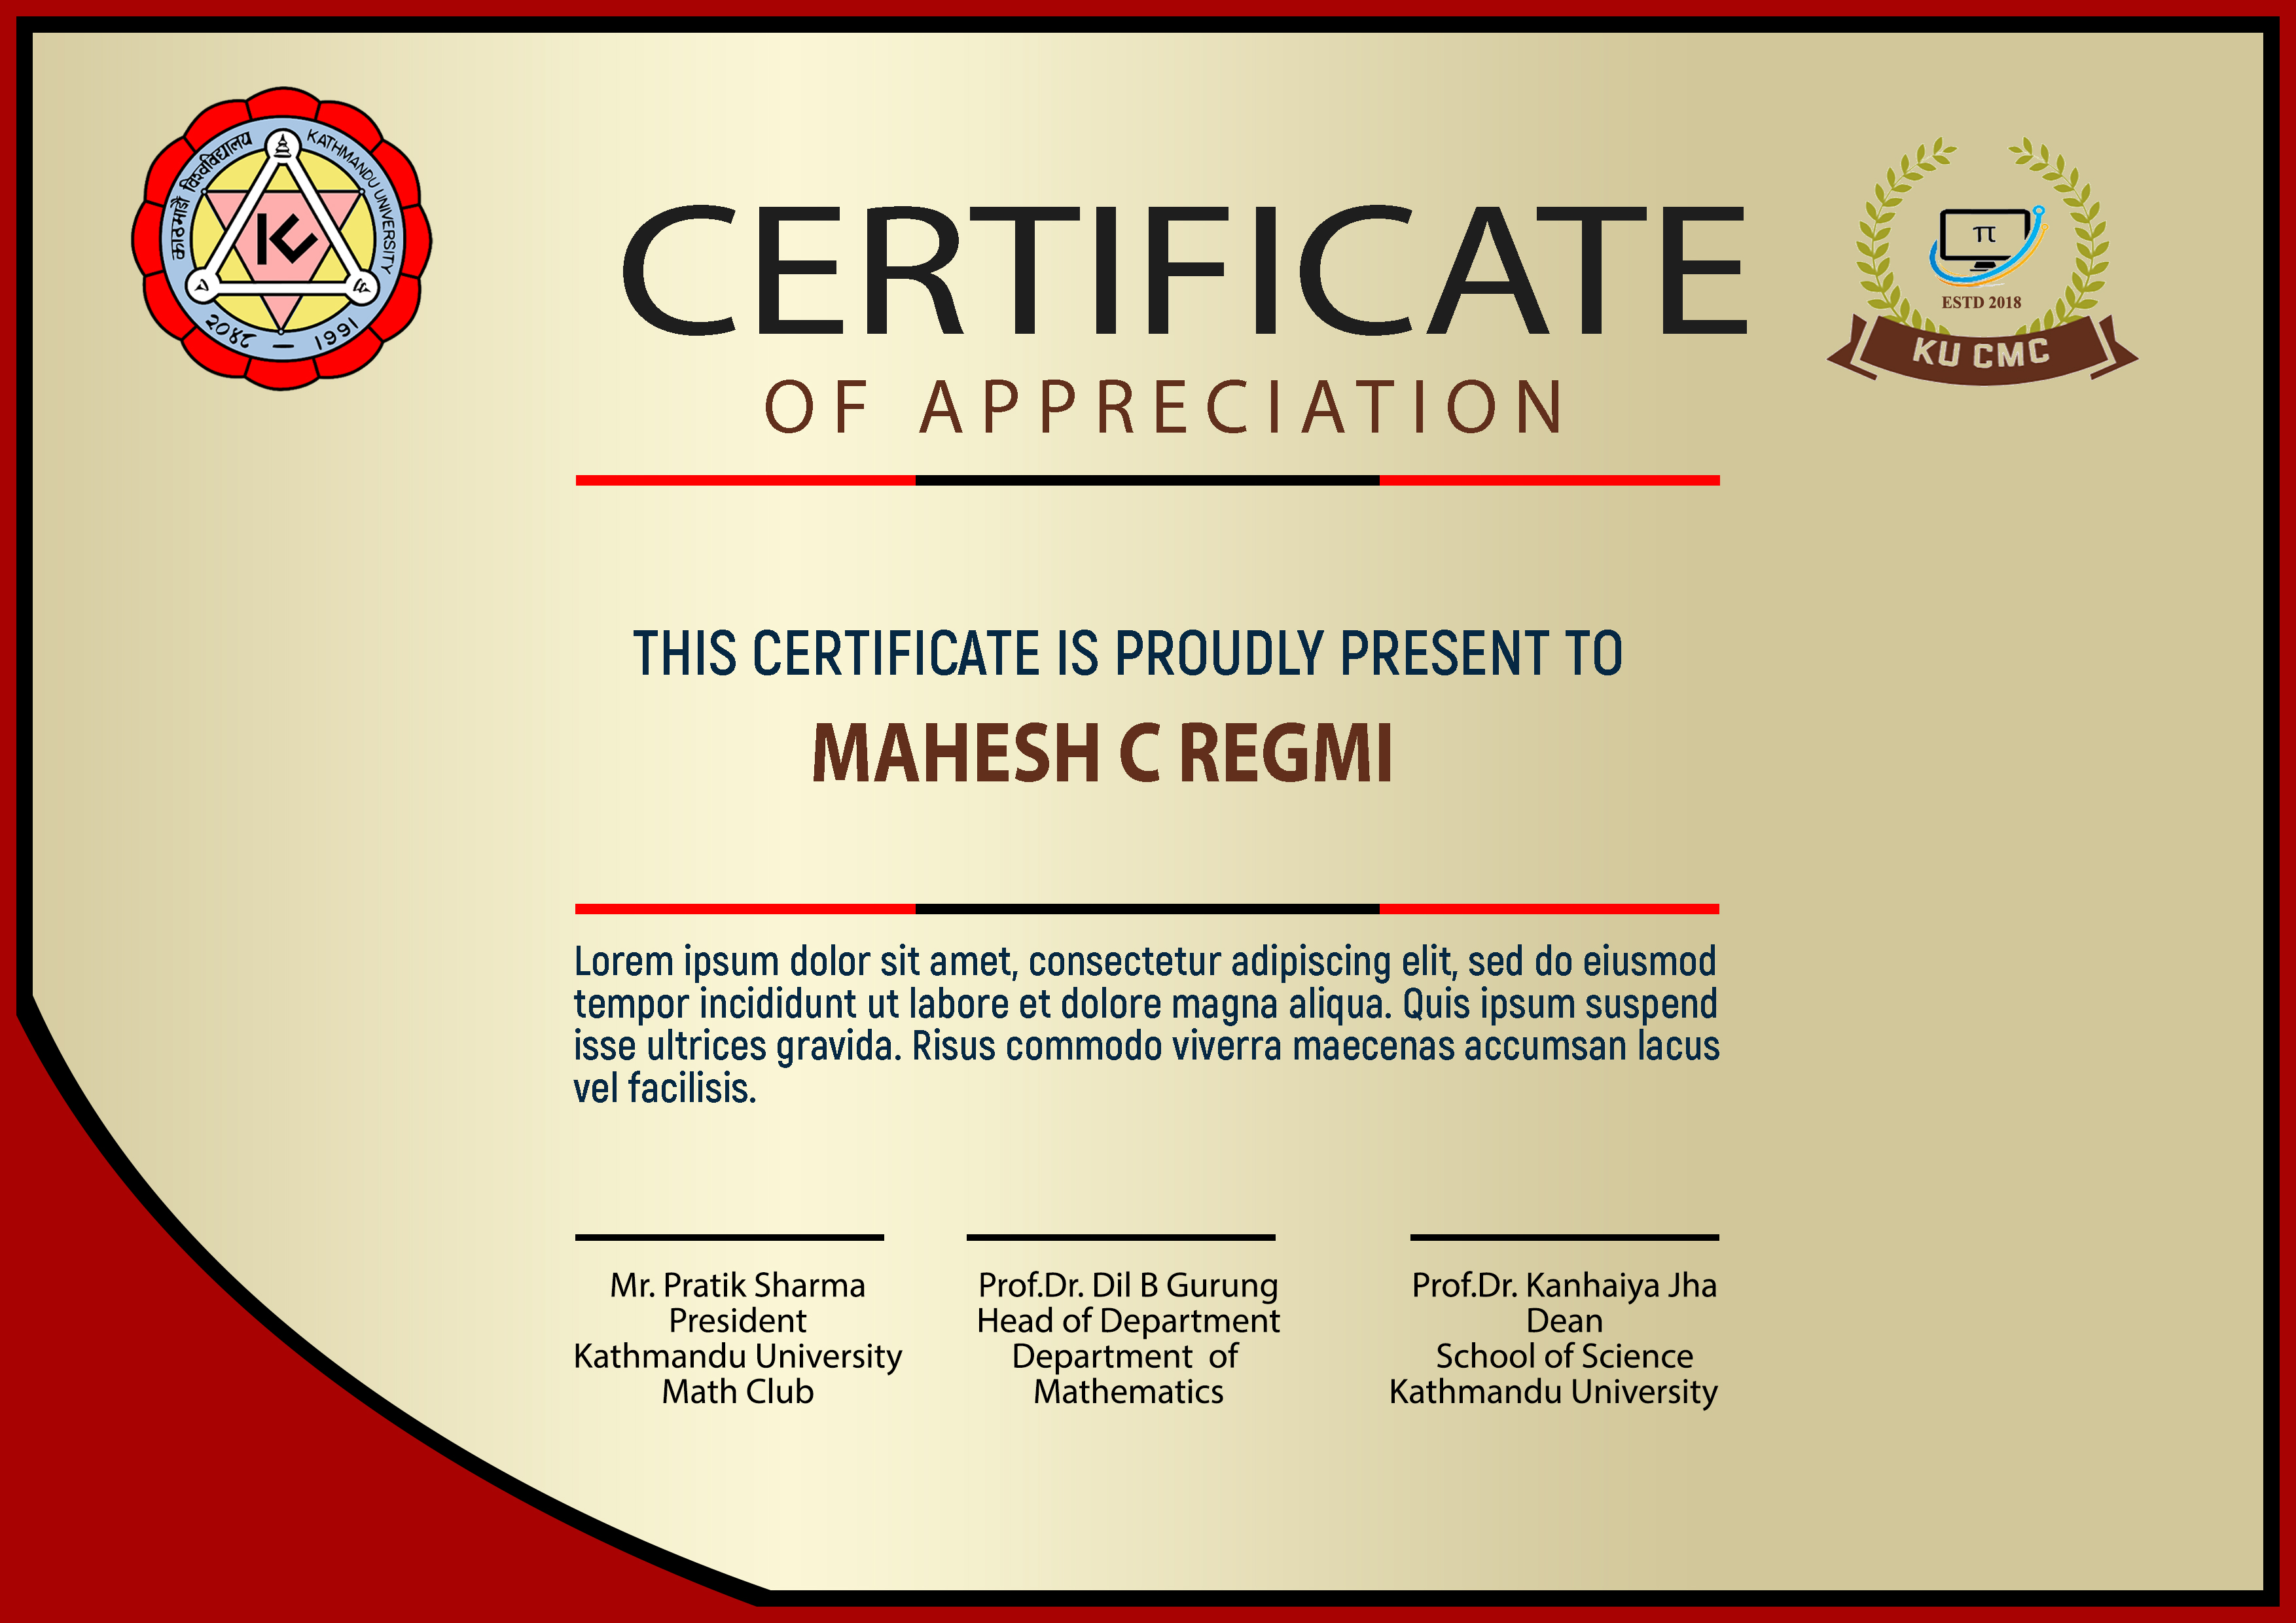 काठमाडौं विश्वविद्यालय
KATHMANDU UNIVERSITY
२०४८ – 1991
CERTIFICATE
OF APPRECIATION
π
ESTD 2018
KU CMC
THIS CERTIFICATE IS PROUDLY PRESENT TO
MAHESH C REGMI
Lorem ipsum dolor sit amet, consectetur adipiscing elit, sed do eiusmod
tempor incididunt ut labore et dolore magna aliqua. Quis ipsum suspend
isse ultrices gravida. Risus commodo viverra maecenas accumsan lacus
vel facilisis.
Mr. Pratik Sharma
President
Kathmandu University
Math Club
Prof.Dr. Dil B Gurung
Head of Department
Department of
Mathematics
Prof.Dr. Kanhaiya Jha
Dean
School of Science
Kathmandu University